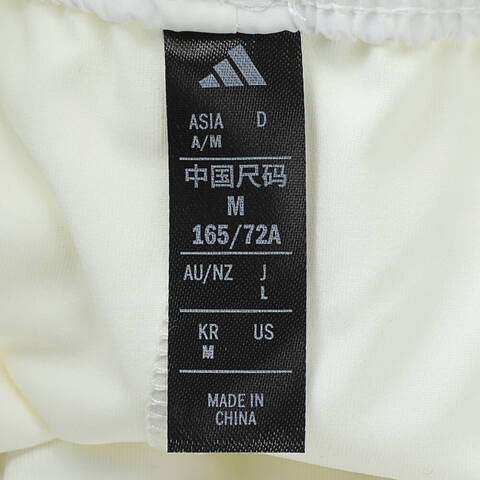 ASIA D
A/M
中国尺码
M
165/72A
AU/NZ J
L
KR US
M
MADE IN
CHINA